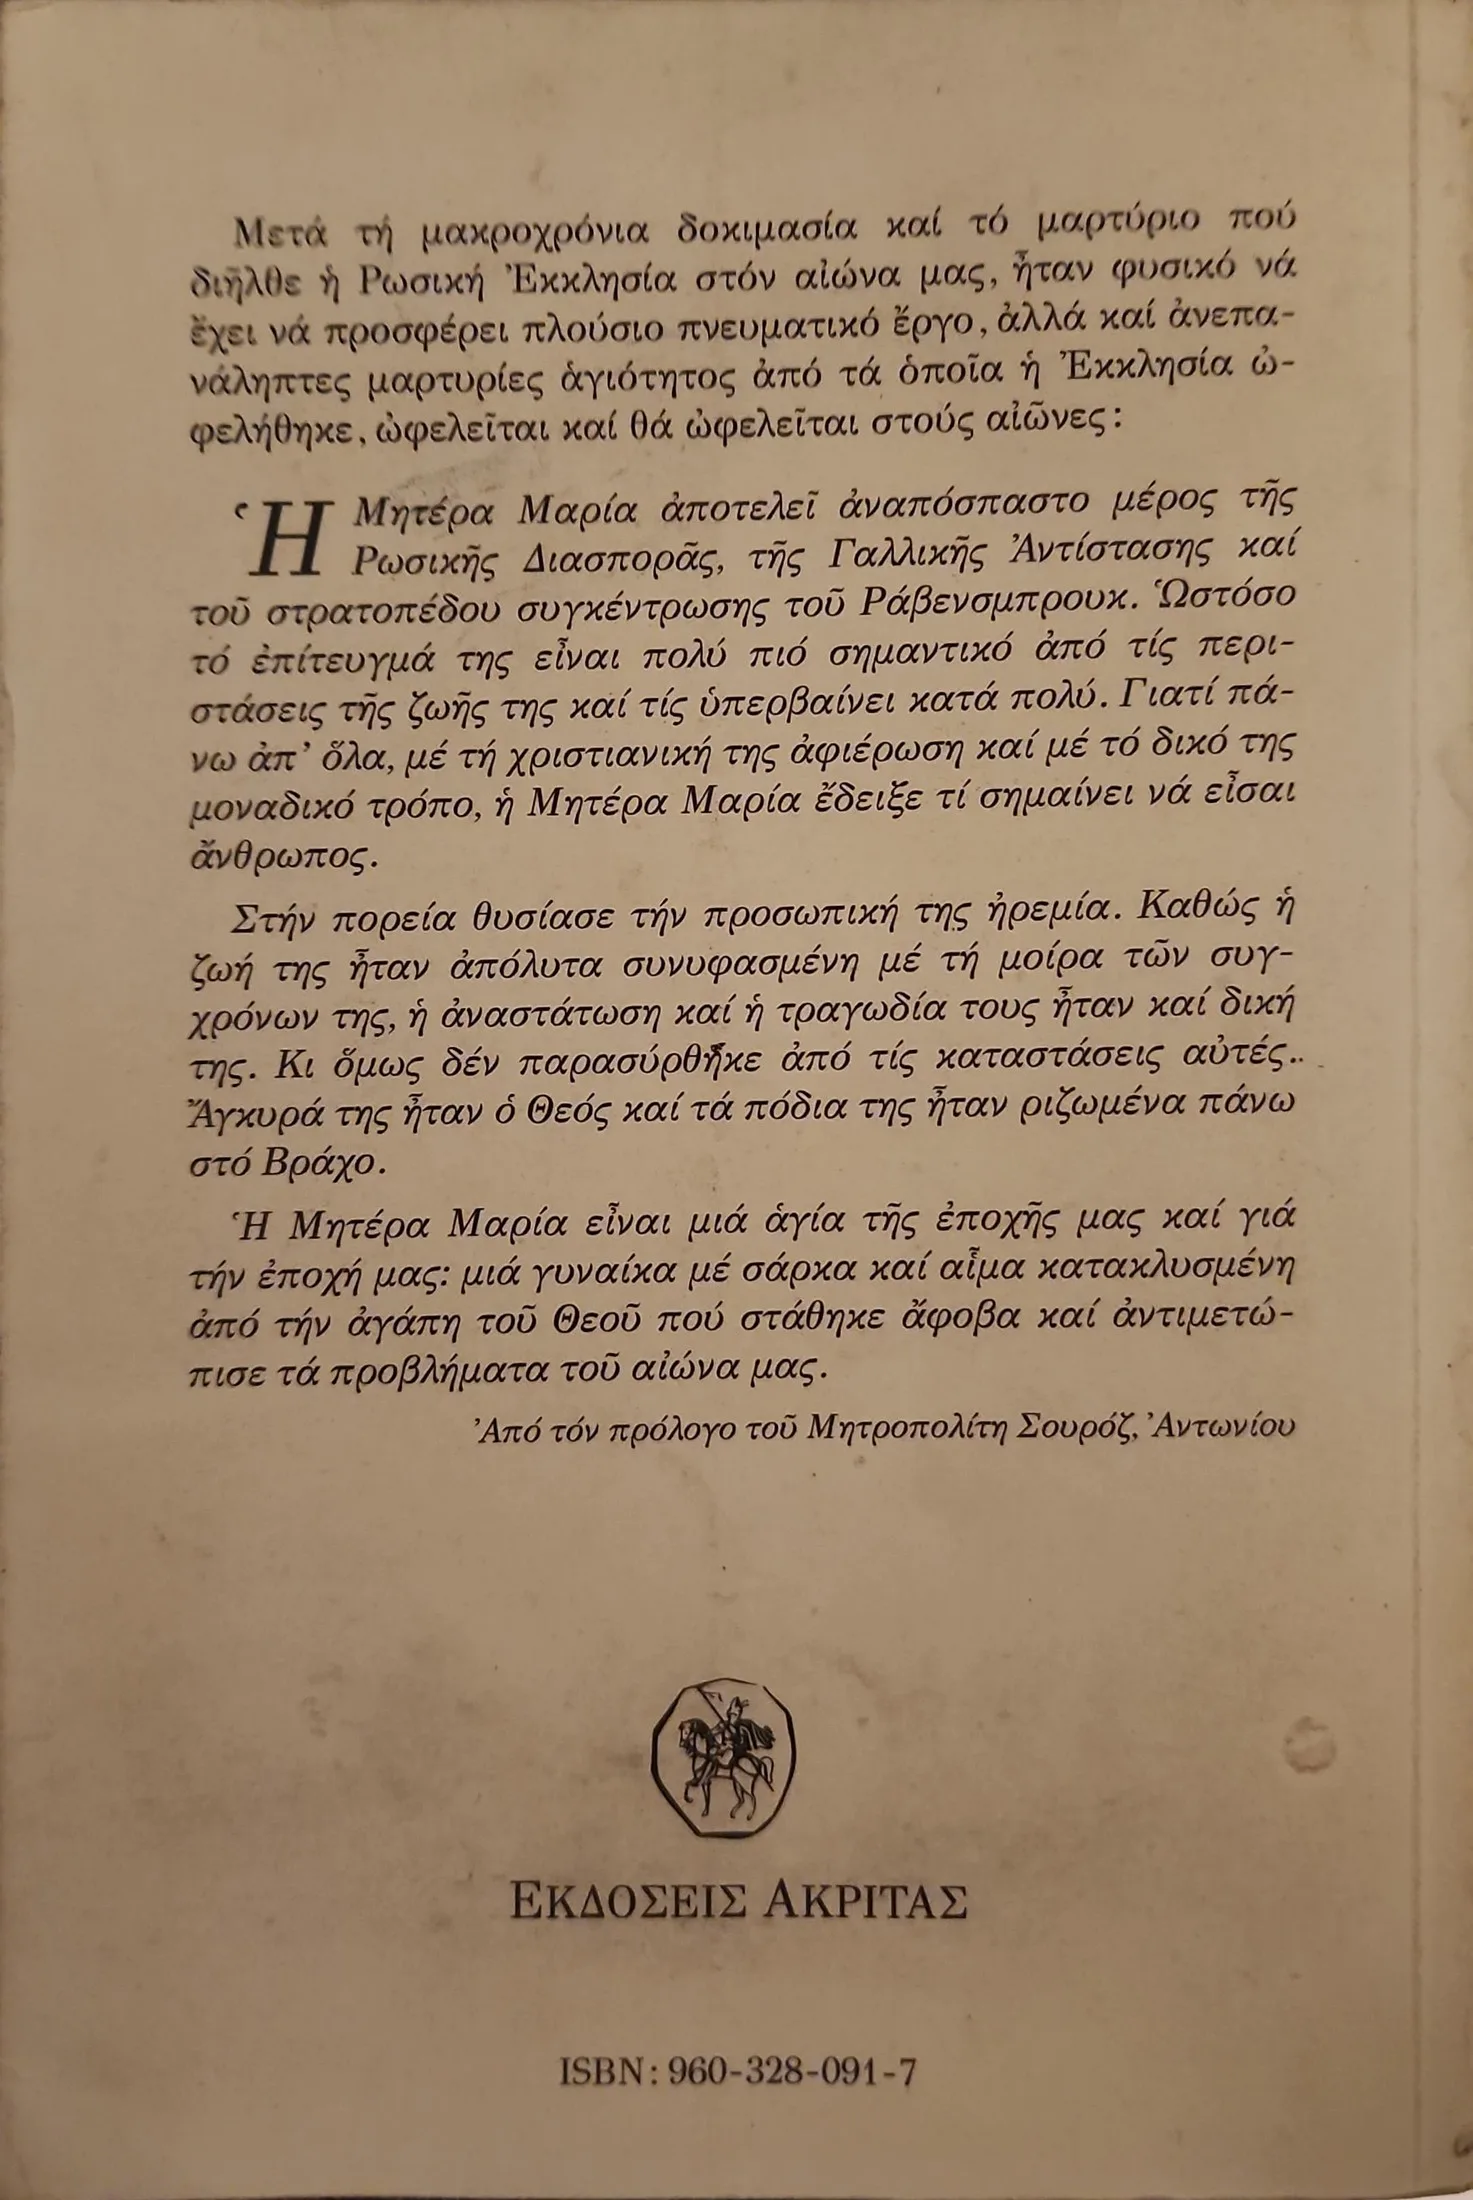 Μετά τή μακροχρόνια δοκιμασία καί τό μαρτύριο πού
διῆλθε ἡ Ρωσική Ἐκκλησία στόν αἰώνα μας, ἦταν φυσικό νά
ἔχει νά προσφέρει πλούσιο πνευματικό ἔργο, ἀλλά καί ἀνεπα-
νάληπτες μαρτυρίες ἁγιότητος ἀπό τά ὁποῖα ἡ Ἐκκλησία ὠ-
φελήθηκε, ὠφελεῖται καί θά ὠφελεῖται στούς αἰῶνες:
Ἡ Μητέρα Μαρία ἀποτελεῖ ἀναπόσπαστο μέρος τῆς
Ρωσικῆς Διασπορᾶς, τῆς Γαλλικῆς Ἀντίστασης καί
τοῦ στρατοπέδου συγκέντρωσης τοῦ Ράβενσμπρουκ. Ὡστόσο
τό ἐπίτευγμά της εἶναι πολύ πιό σημαντικό ἀπό τίς περι-
στάσεις τῆς ζωῆς της καί τίς ὑπερβαίνει κατά πολύ. Γιατί πά-
νω ἀπ' ὅλα, μέ τή χριστιανική της ἀφιέρωση καί μέ τό δικό της
μοναδικό τρόπο, ἡ Μητέρα Μαρία ἔδειξε τί σημαίνει νά εἶσαι
ἄνθρωπος.
Στήν πορεία θυσίασε τήν προσωπική της ἠρεμία. Καθώς ἡ
ζωή της ἦταν ἀπόλυτα συνυφασμένη μέ τή μοίρα τῶν συγ-
χρόνων της, ἡ ἀναστάτωση καί ἡ τραγωδία τους ἦταν καί δική
της. Κι ὅμως δέν παρασύρθηκε ἀπό τίς καταστάσεις αὐτές.
Ἄγκυρά της ἦταν ὁ Θεός καί τά πόδια της ἦταν ριζωμένα πάνω
στό Βράχο.
Ἡ Μητέρα Μαρία εἶναι μιά ἁγία τῆς ἐποχῆς μας καί γιά
τήν ἐποχή μας: μιά γυναίκα μέ σάρκα καί αἷμα κατακλυσμένη
ἀπό τήν ἀγάπη τοῦ Θεοῦ πού στάθηκε ἄφοβα καί ἀντιμετώ-
πισε τά προβλήματα τοῦ αἰώνα μας.
Ἀπό τόν πρόλογο τοῦ Μητροπολίτη Σουρόζ, Ἀντωνίου
ΕΚΔΟΣΕΙΣ ΑΚΡΙΤΑΣ
ISBN: 960-328-091-7